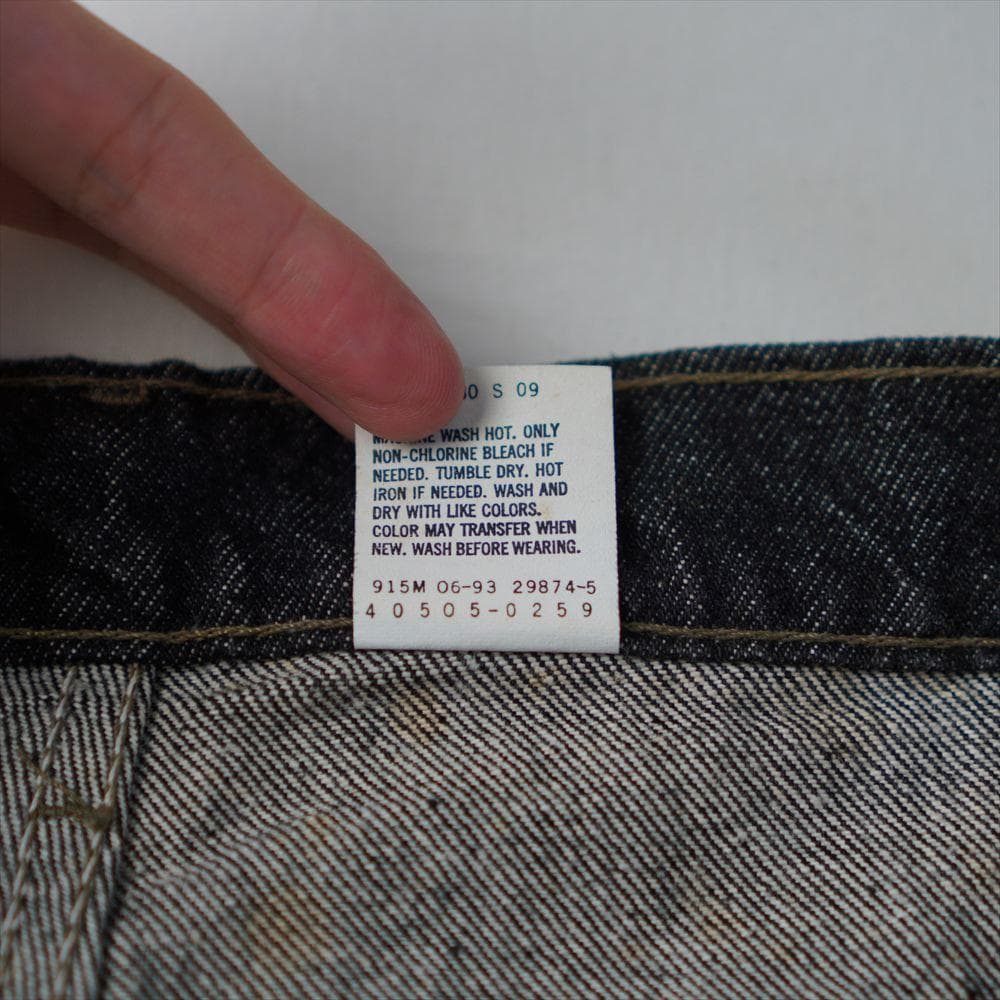 S 09
WASH HOT. ONLY
NON-CHLORINE BLEACH IF
NEEDED. TUMBLE DRY. HOT
IRON IF NEEDED. WASH AND
DRY WITH LIKE COLORS.
COLOR MAY TRANSFER WHEN
NEW. WASH BEFORE WEARING.
915M 06-93 29874-5
40505-0259